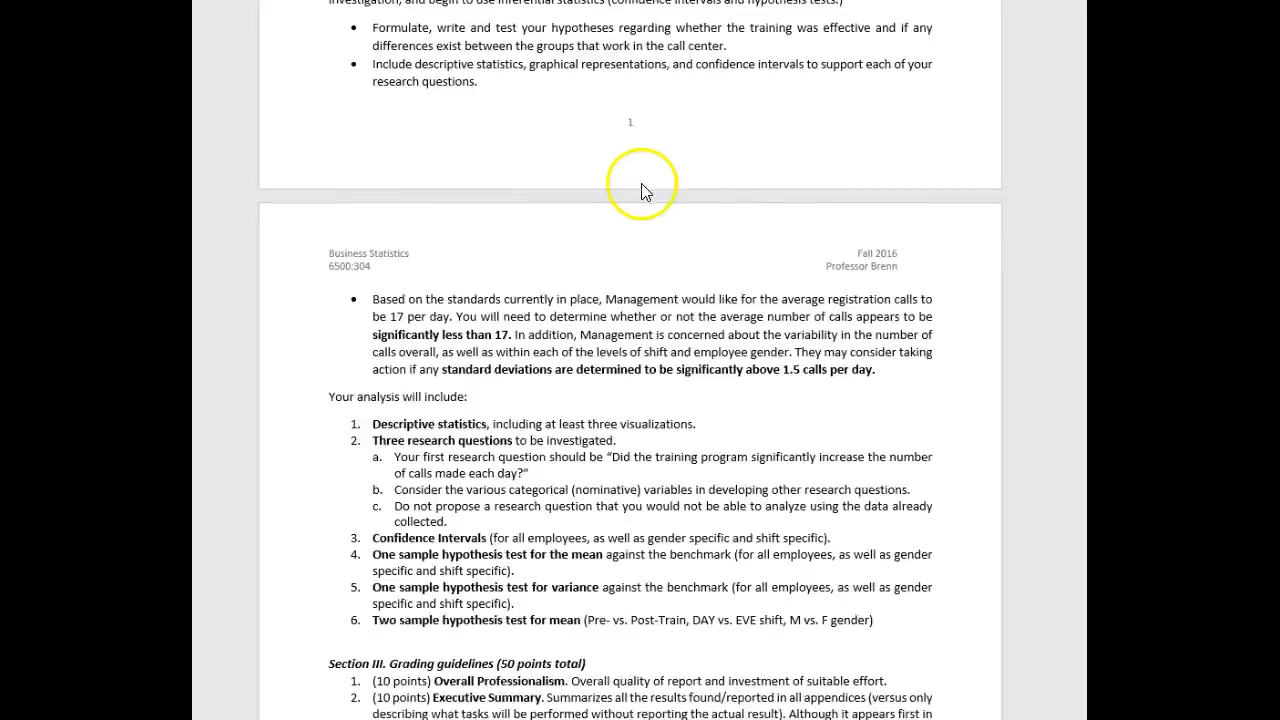 investigation, and begin to use inferential statistics (confidence intervals and hypothesis tests.)
• Formulate, write and test your hypotheses regarding whether the training was effective and if any
differences exist between the groups that work in the call center.
• Include descriptive statistics, graphical representations, and confidence intervals to support each of your
research questions.
1
Business Statistics Fall 2016
6500:304 Professor Brenn
• Based on the standards currently in place, Management would like for the average registration calls to
be 17 per day. You will need to determine whether or not the average number of calls appears to be
significantly less than 17. In addition, Management is concerned about the variability in the number of
calls overall, as well as within each of the levels of shift and employee gender. They may consider taking
action if any standard deviations are determined to be significantly above 1.5 calls per day.
Your analysis will include:
1. Descriptive statistics, including at least three visualizations.
2. Three research questions to be investigated.
a. Your first research question should be “Did the training program significantly increase the number
of calls made each day?”
b. Consider the various categorical (nominative) variables in developing other research questions.
c. Do not propose a research question that you would not be able to analyze using the data already
collected.
3. Confidence Intervals (for all employees, as well as gender specific and shift specific).
4. One sample hypothesis test for the mean against the benchmark (for all employees, as well as gender
specific and shift specific).
5. One sample hypothesis test for variance against the benchmark (for all employees, as well as gender
specific and shift specific).
6. Two sample hypothesis test for mean (Pre- vs. Post-Train, DAY vs. EVE shift, M vs. F gender)
Section III. Grading guidelines (50 points total)
1. (10 points) Overall Professionalism. Overall quality of report and investment of suitable effort.
2. (10 points) Executive Summary. Summarizes all the results found/reported in all appendices (versus only
describing what tasks will be performed without reporting the actual result). Although it appears first in